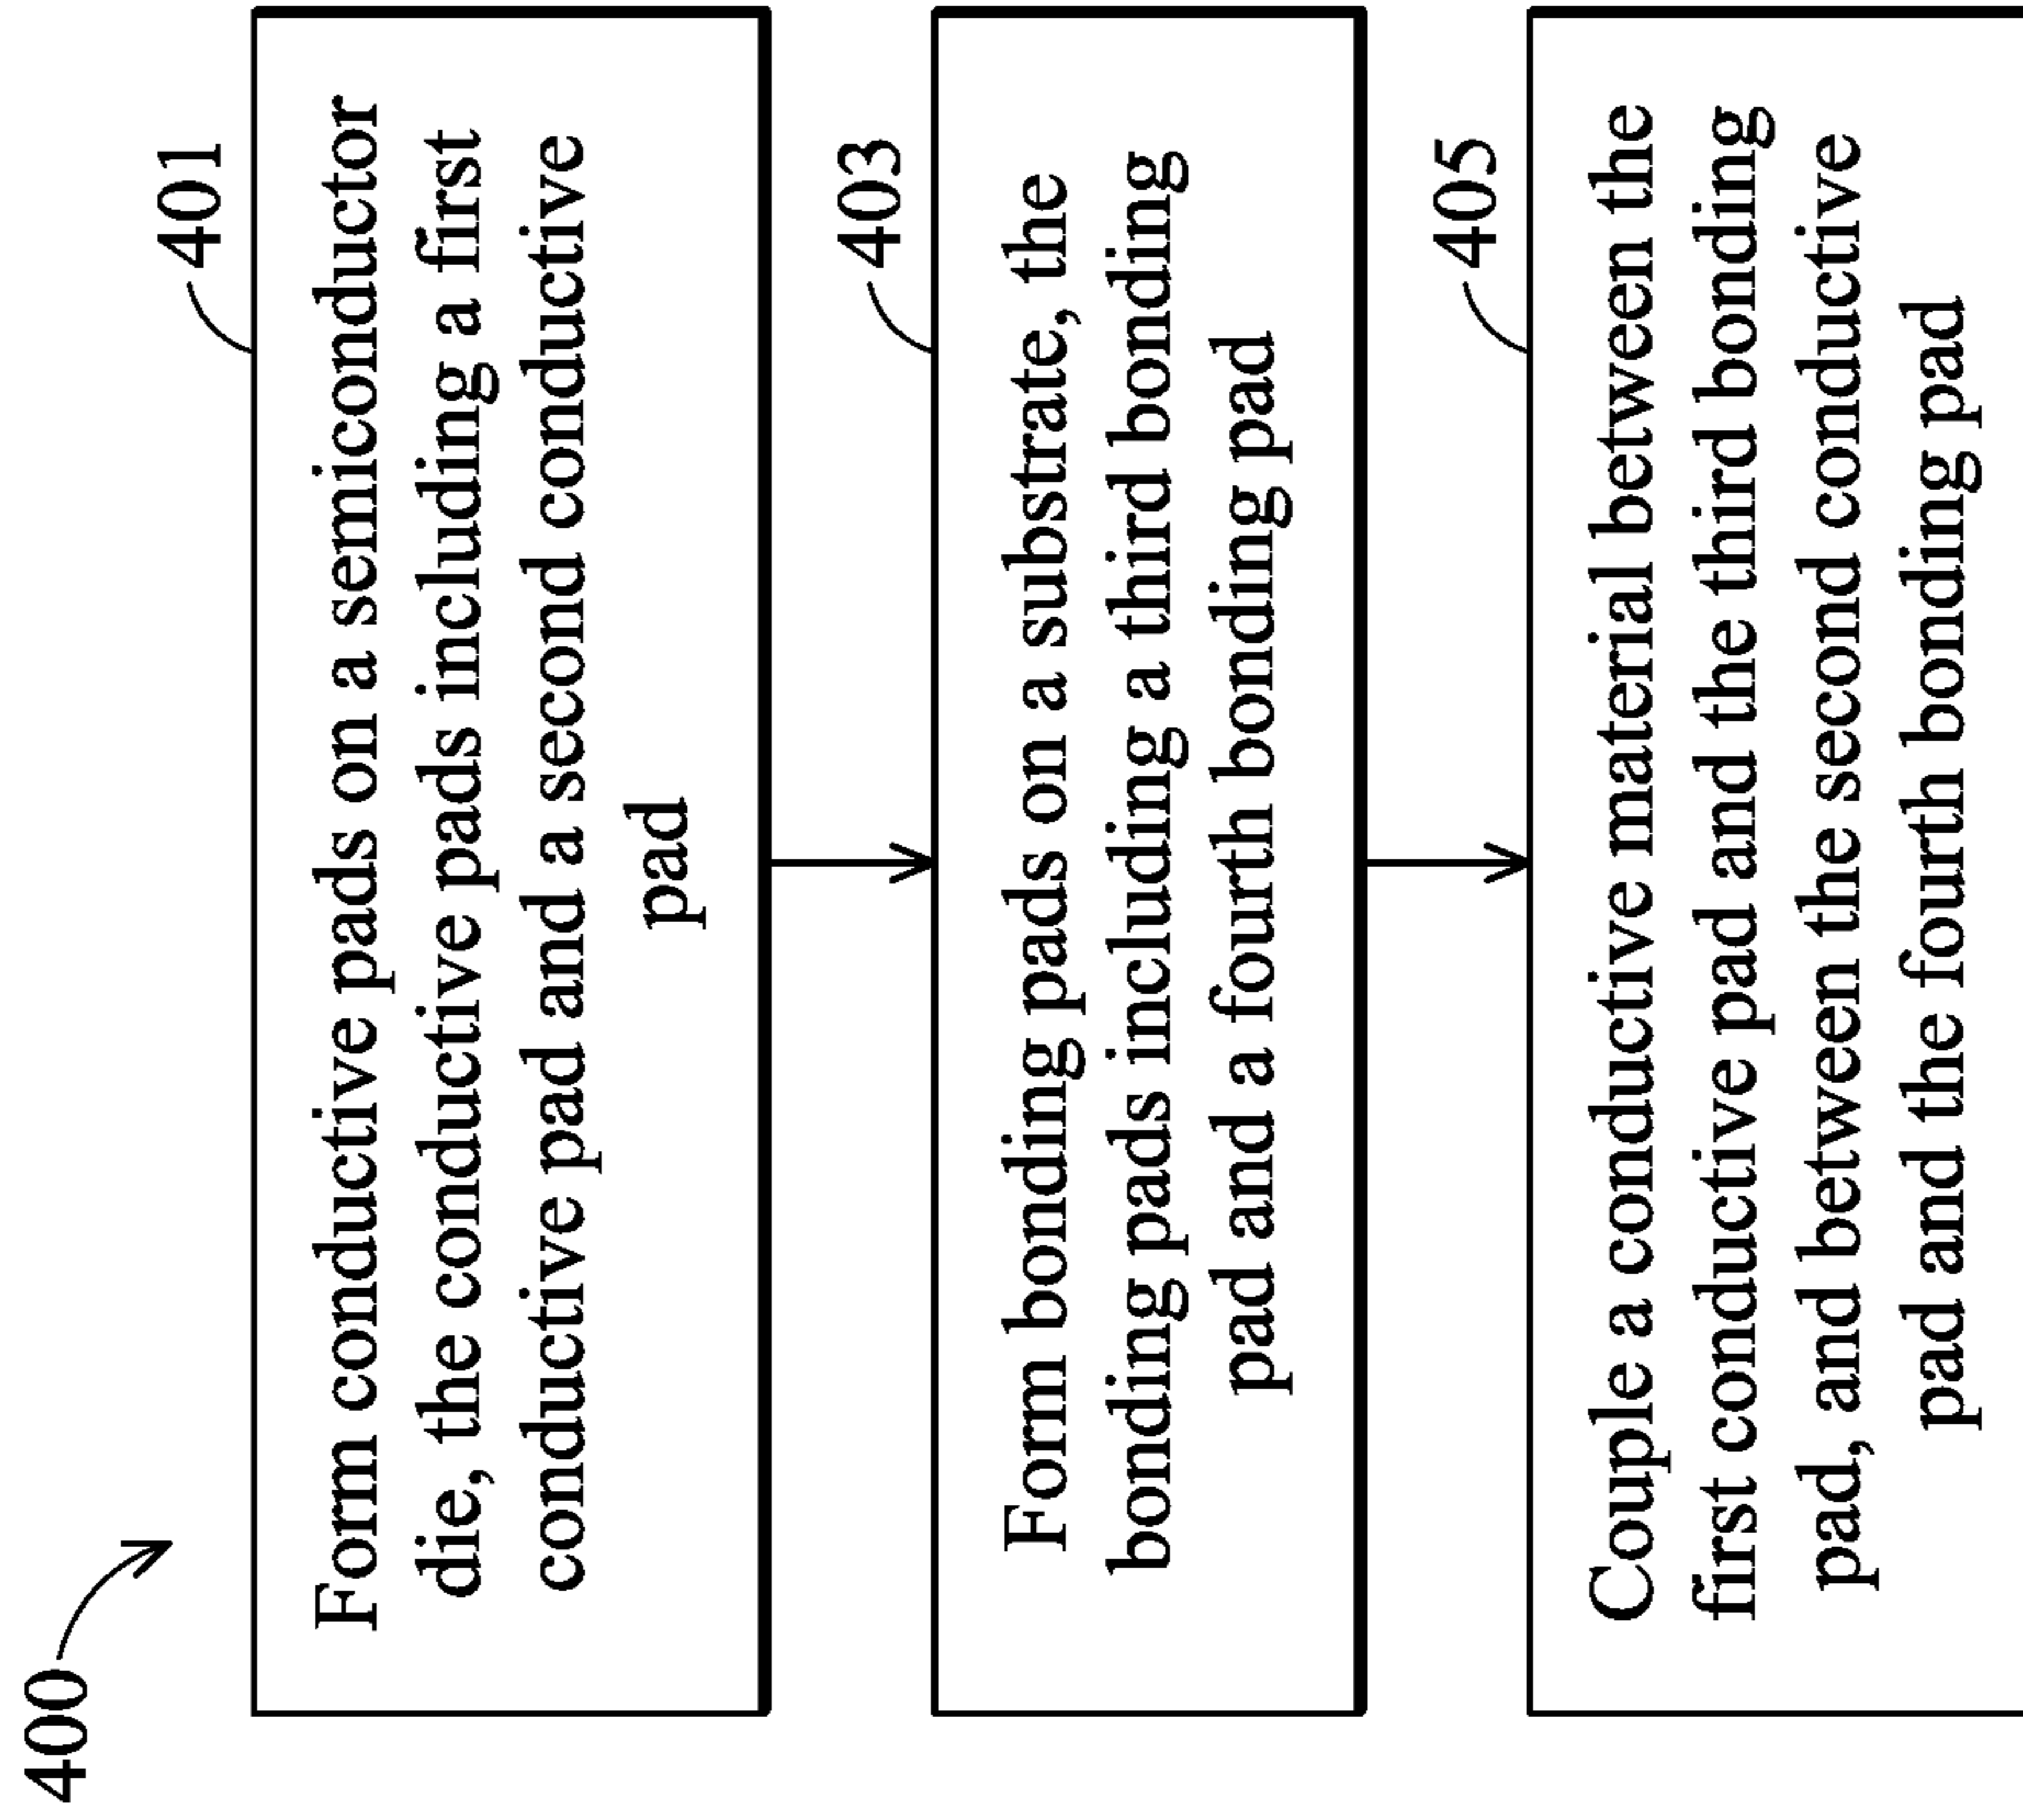 400
401
Form conductive pads on a semiconductor
die, the conductive pads including a first
conductive pad and a second conductive
pad
403
Form bonding pads on a substrate, the
bonding pads including a third bonding
pad and a fourth bonding pad
405
Couple a conductive material between the
first conductive pad and the third bonding
pad, and between the second conductive
pad and the fourth bonding pad